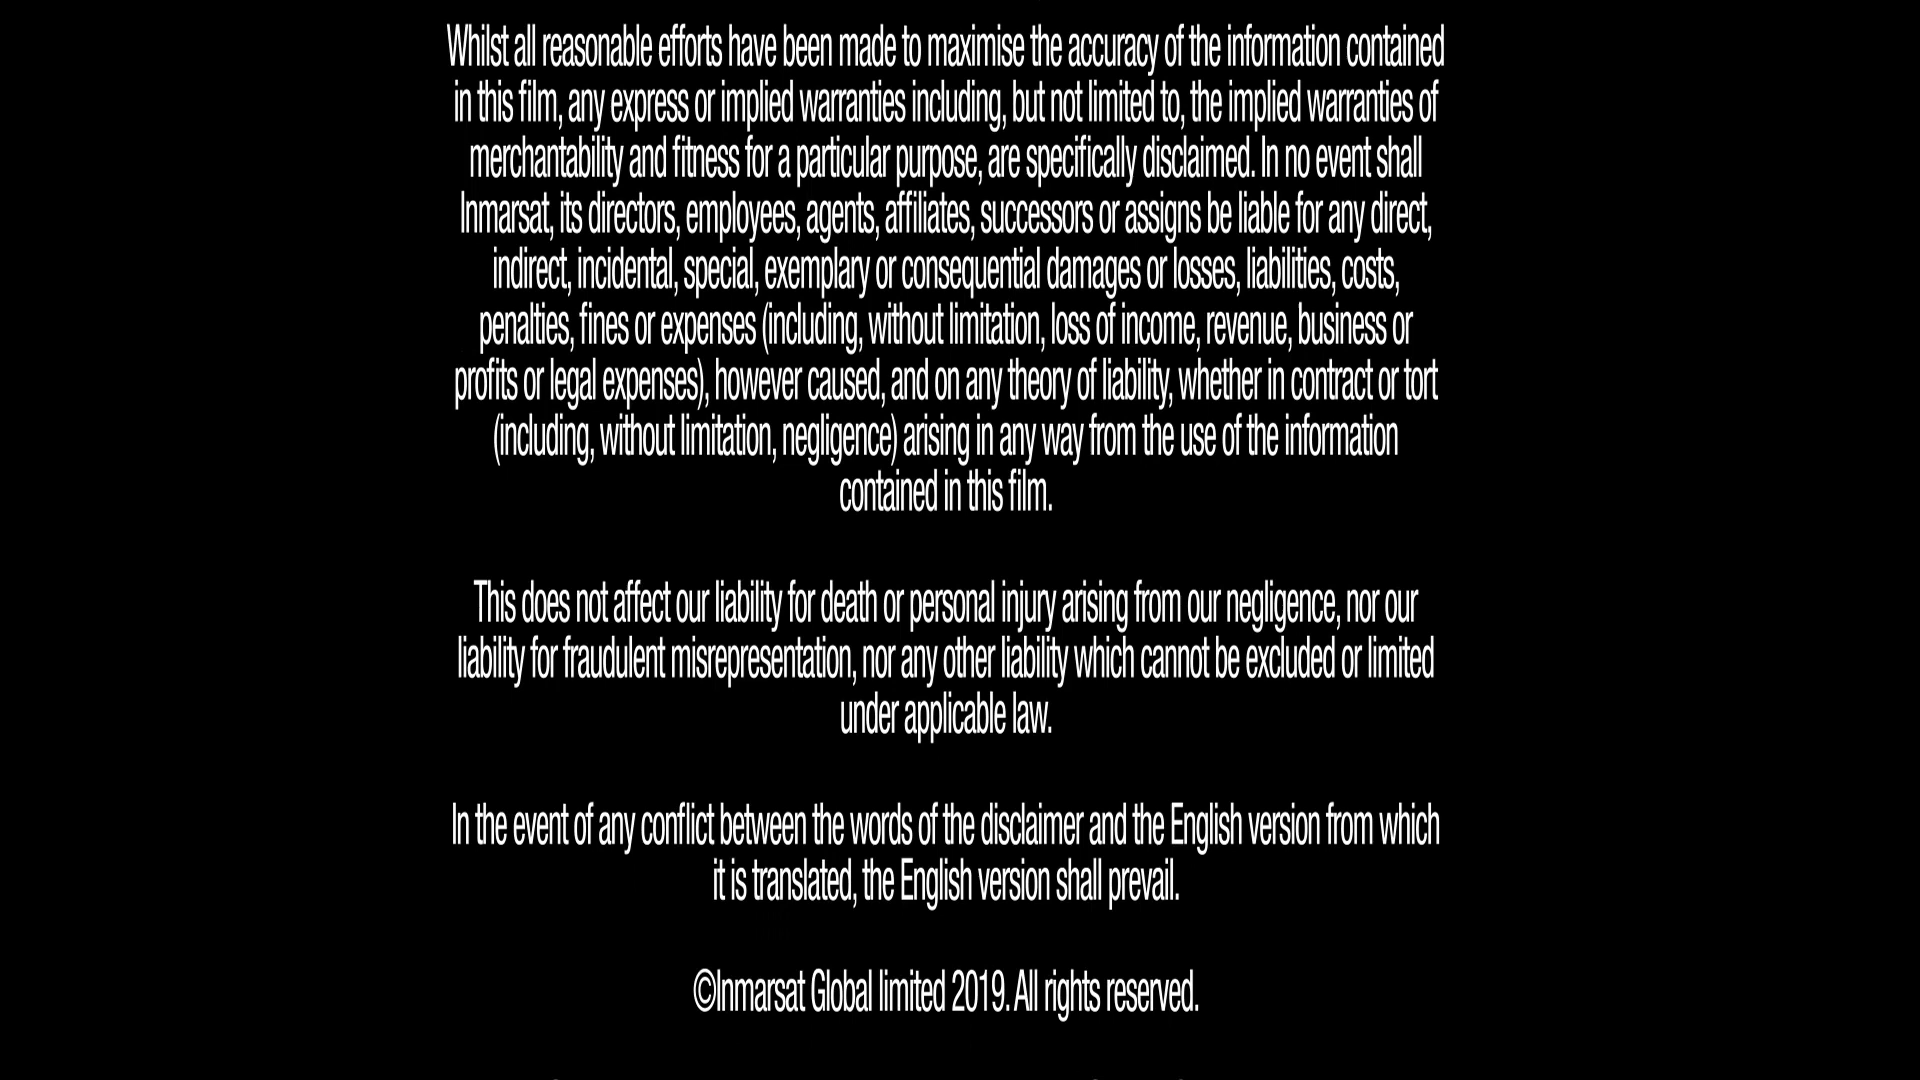 Whilst all reasonable efforts have been made to maximise the accuracy of the information contained
in this film, any express or implied warranties including, but not limited to, the implied warranties of
merchantability and fitness for a particular purpose, are specifically disclaimed. In no event shall
Inmarsat, its directors, employees, agents, affiliates, successors or assigns be liable for any direct,
indirect, incidental, special, exemplary or consequential damages or losses, liabilities, costs,
penalties, fines or expenses (including, without limitation, loss of income, revenue, business or
profits or legal expenses), however caused, and on any theory of liability, whether in contract or tort
(including, without limitation, negligence) arising in any way from the use of the information
contained in this film.
This does not affect our liability for death or personal injury arising from our negligence, nor our
liability for fraudulent misrepresentation, nor any other liability which cannot be excluded or limited
under applicable law.
In the event of any conflict between the words of the disclaimer and the English version from which
it is translated, the English version shall prevail.
©Inmarsat Global limited 2019. All rights reserved.